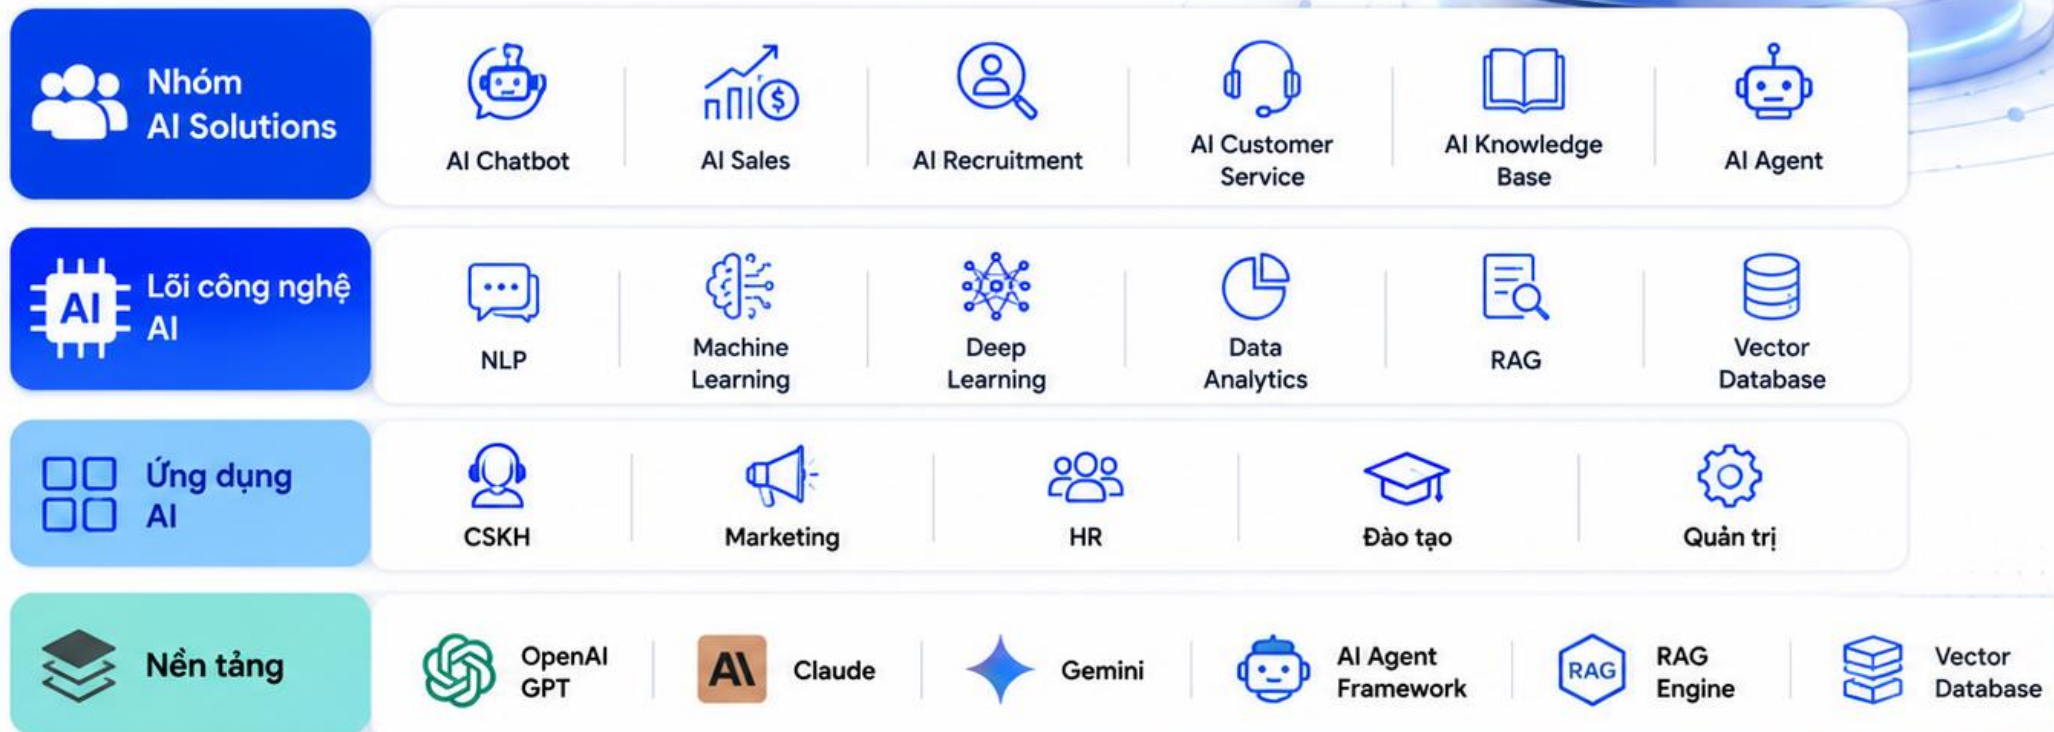 Nhóm
AI Solutions
AI Chatbot
AI Sales
AI Recruitment
AI Customer
Service
AI Knowledge
Base
AI Agent
AI
Lõi công nghệ
AI
NLP
Machine
Learning
Deep
Learning
Data
Analytics
RAG
Vector
Database
Ứng dụng
AI
CSKH
Marketing
HR
Đào tạo
Quản trị
Nền tảng
OpenAI
GPT
Claude
Gemini
AI Agent
Framework
RAG
RAG
Engine
Vector
Database